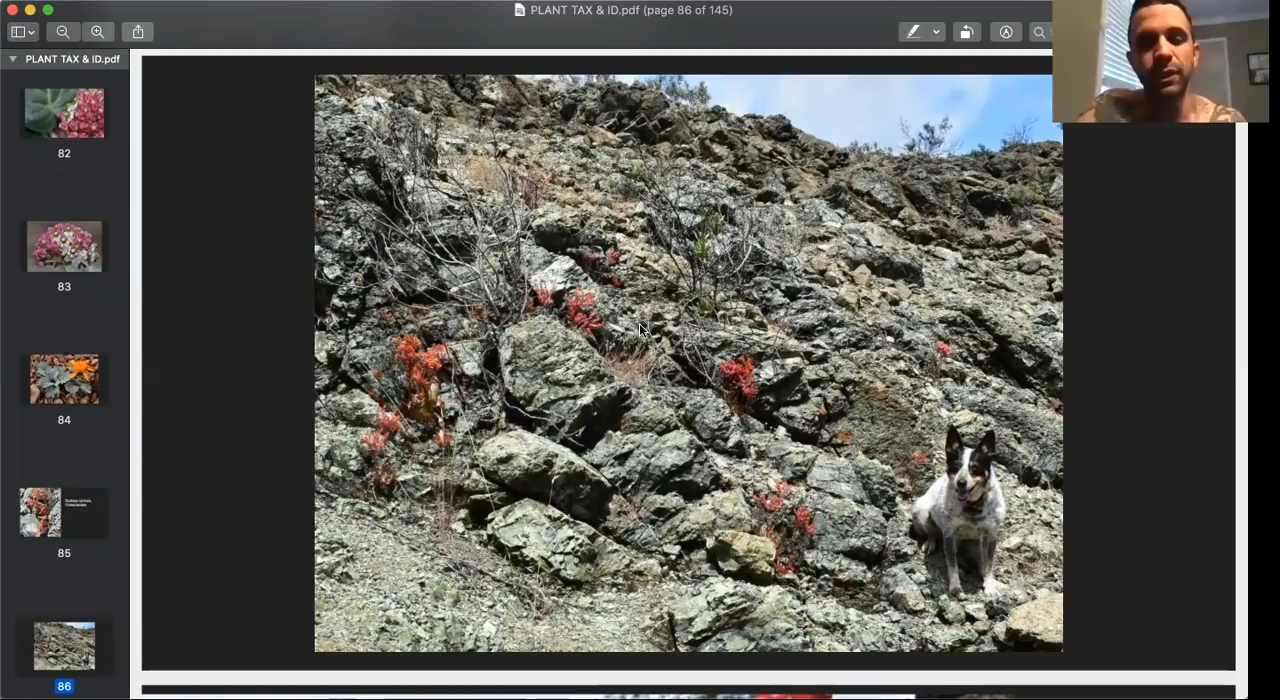 PLANT TAX & ID.pdf (page 86 of 145)
PLANT TAX & ID.pdf
82
83
84
85
86